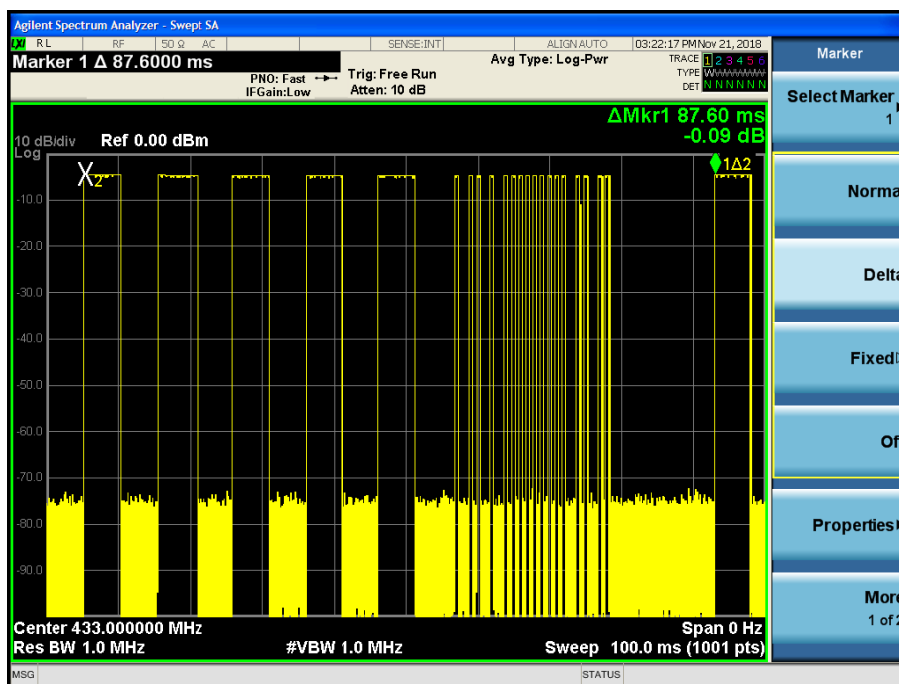 Agilent Spectrum Analyzer - Swept SA
LXI RL RF 50 Ω AC SENSE:INT ALIGN AUTO 03:22:17 PM Nov 21, 2018
Marker 1 Δ 87.6000 ms
PNO: Fast
IFGain:Low
Trig: Free Run
Atten: 10 dB
Avg Type: Log-Pwr
TRACE 1 2 3 4 5 6
TYPE WWWWWW
DET N N N N N N
ΔMkr1 87.60 ms
-0.09 dB
10 dB/div Ref 0.00 dBm
Log
X2
1Δ2
-10.0
-20.0
-30.0
-40.0
-50.0
-60.0
-70.0
-80.0
-90.0
Center 433.000000 MHz Span 0 Hz
Res BW 1.0 MHz #VBW 1.0 MHz Sweep 100.0 ms (1001 pts)
MSG STATUS
Marker
Select Marker
1
Norma
Delta
Fixed
Of
Properties
More
1 of 2